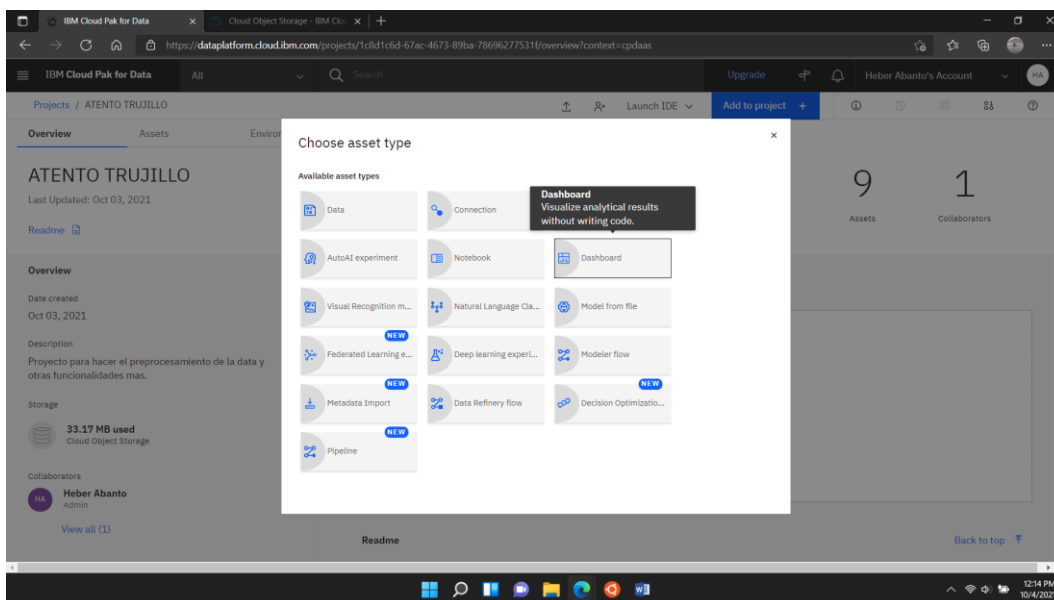 IBM Cloud Pak for Data
Cloud Object Storage - IBM Clo
https://dataplatform.cloud.ibm.com/projects/1c8d1c6d-67ac-4673-89ba-78696277531f/overview?context=cpdaas
IBM Cloud Pak for Data
All
Search
Upgrade
Heber Abanto's Account
HA
Projects / ATENTO TRUJILLO
Launch IDE
Add to project +
Overview
Assets
Environ
ATENTO TRUJILLO
Last Updated: Oct 03, 2021
Readme
9
Assets
1
Collaborators
Overview
Date created
Oct 03, 2021
Description
Proyecto para hacer el preprocesamiento de la data y
otras funcionalidades mas.
Storage
33.17 MB used
Cloud Object Storage
Collaborators
HA
Heber Abanto
Admin
View all (1)
Choose asset type
Available asset types
Data
Connection
Dashboard
Visualize analytical results
without writing code.
AutoAI experiment
Notebook
Dashboard
Visual Recognition m...
Natural Language Cla...
Model from file
NEW
Federated Learning e...
Deep learning experi...
Modeler flow
NEW
Metadata Import
Data Refinery flow
NEW
Decision Optimizatio...
NEW
Pipeline
Readme
Back to top
12:14 PM
10/4/202